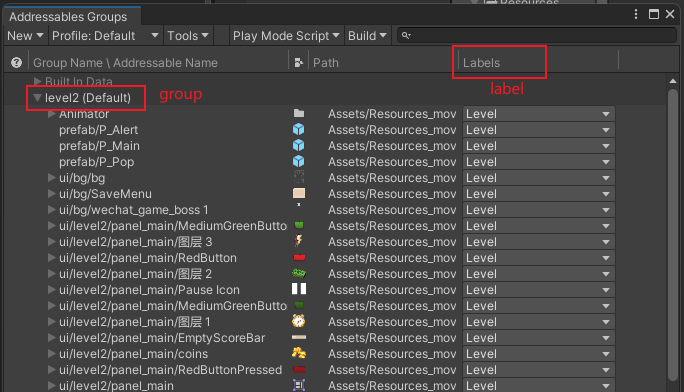 Resources
Addressables Groups
New Profile: Default Tools Play Mode Script Build
Group Name \ Addressable Name Path Labels
Built In Data
level2 (Default) group label
Animator Assets/Resources_mov Level
prefab/P_Alert Assets/Resources_mov Level
prefab/P_Main Assets/Resources_mov Level
prefab/P_Pop Assets/Resources_mov Level
ui/bg/bg Assets/Resources_mov Level
ui/bg/SaveMenu Assets/Resources_mov Level
ui/bg/wechat_game_boss 1 Assets/Resources_mov Level
ui/level2/panel_main/MediumGreenButto Assets/Resources_mov Level
ui/level2/panel_main/图层 3 Assets/Resources_mov Level
ui/level2/panel_main/RedButton Assets/Resources_mov Level
ui/level2/panel_main/图层 2 Assets/Resources_mov Level
ui/level2/panel_main/Pause Icon Assets/Resources_mov Level
ui/level2/panel_main/MediumGreenButto Assets/Resources_mov Level
ui/level2/panel_main/图层 1 Assets/Resources_mov Level
ui/level2/panel_main/EmptyScoreBar Assets/Resources_mov Level
ui/level2/panel_main/coins Assets/Resources_mov Level
ui/level2/panel_main/RedButtonPressed Assets/Resources_mov Level
ui/level2/panel_main Assets/Resources_mov Level